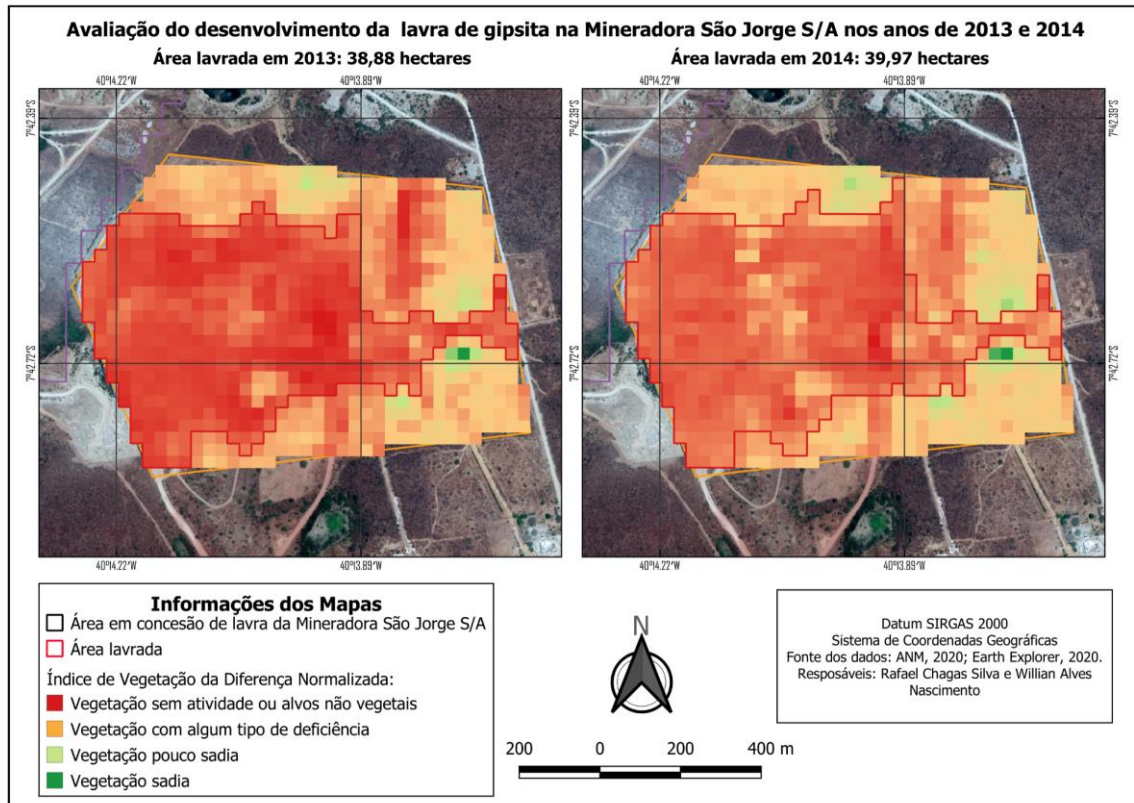 Avaliação do desenvolvimento da lavra de gipsita na Mineradora São Jorge S/A nos anos de 2013 e 2014
Área lavrada em 2013: 38,88 hectares
Área lavrada em 2014: 39,97 hectares
40°14.22'W
40°13.89'W
40°14.22'W
40°13.89'W
7°42.39'S
7°42.39'S
7°42.72'S
7°42.72'S
40°14.22'W
40°13.89'W
40°14.22'W
40°13.89'W
Informações dos Mapas
Área em concesão de lavra da Mineradora São Jorge S/A
Área lavrada
Índice de Vegetação da Diferença Normalizada:
Vegetação sem atividade ou alvos não vegetais
Vegetação com algum tipo de deficiência
Vegetação pouco sadia
Vegetação sadia
N
200 0 200 400 m
Datum SIRGAS 2000
Sistema de Coordenadas Geográficas
Fonte dos dados: ANM, 2020; Earth Explorer, 2020.
Resposáveis: Rafael Chagas Silva e Willian Alves
Nascimento